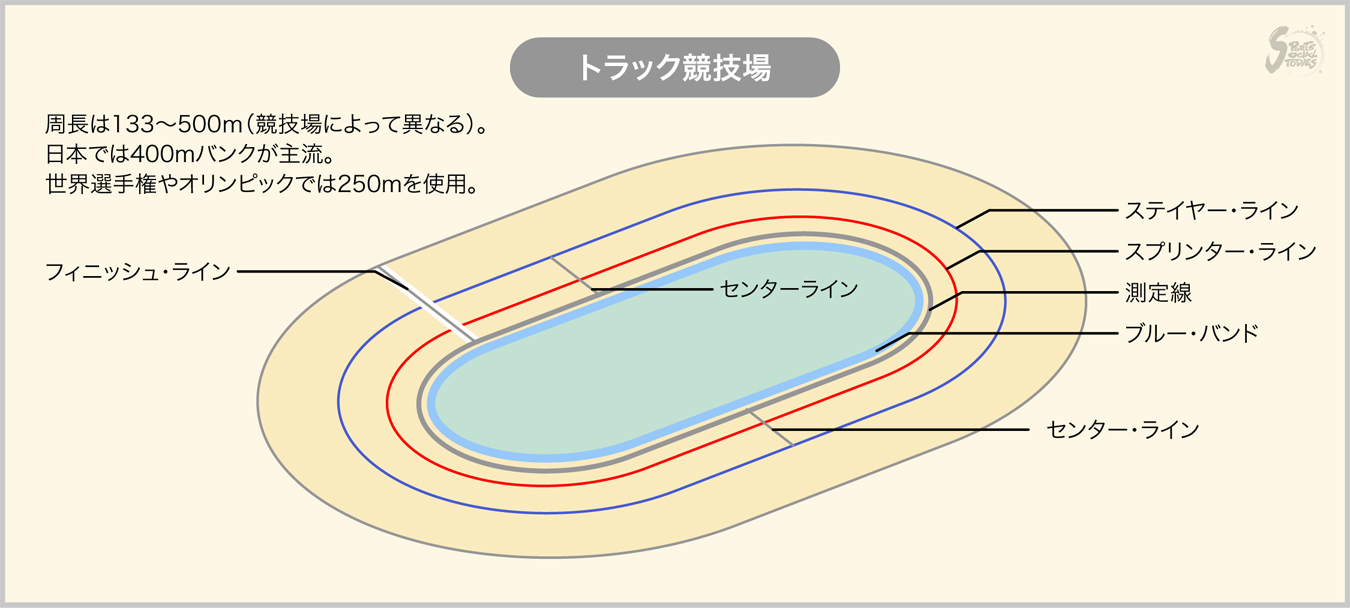 トラック競技場
SPORTS SOCIAL STUDIES
周長は133〜500m（競技場によって異なる）。
日本では400mバンクが主流。
世界選手権やオリンピックでは250mを使用。
ステイヤー・ライン
スプリンター・ライン
フィニッシュ・ライン
センターライン
測定線
ブルー・バンド
センター・ライン